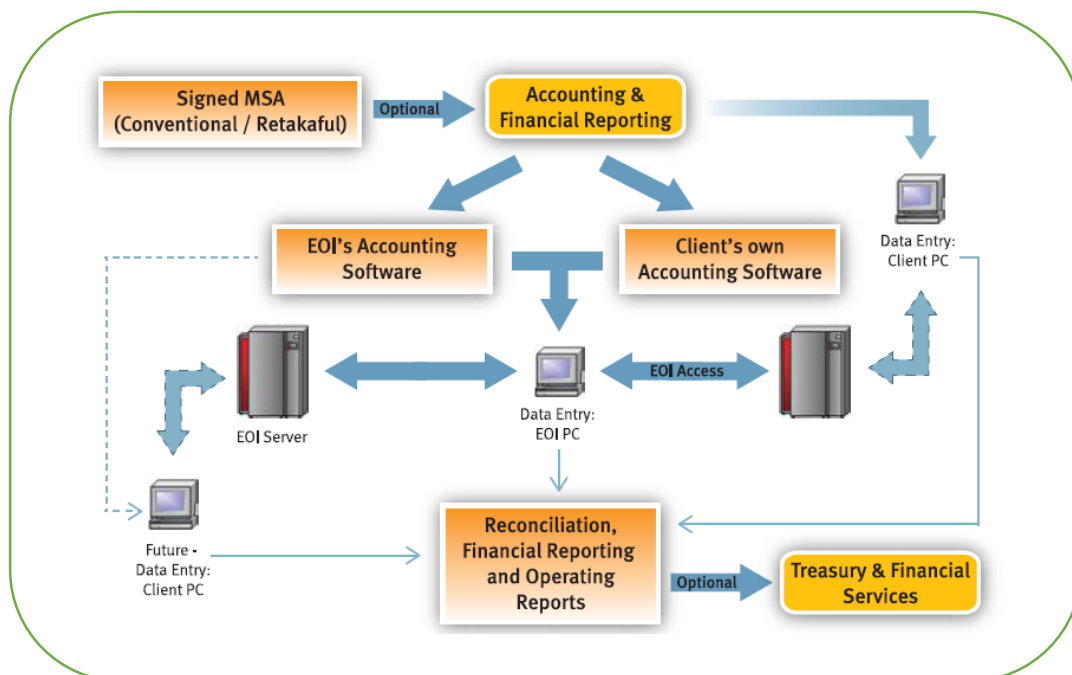 Signed MSA
(Conventional / Retakaful)
Optional
Accounting &
Financial Reporting
EOI's Accounting
Software
Client's own
Accounting Software
Data Entry:
Client PC
EOI Access
EOI Server
Data Entry:
EOI PC
Future -
Data Entry:
Client PC
Reconciliation,
Financial Reporting
and Operating
Reports
Optional
Treasury & Financial
Services